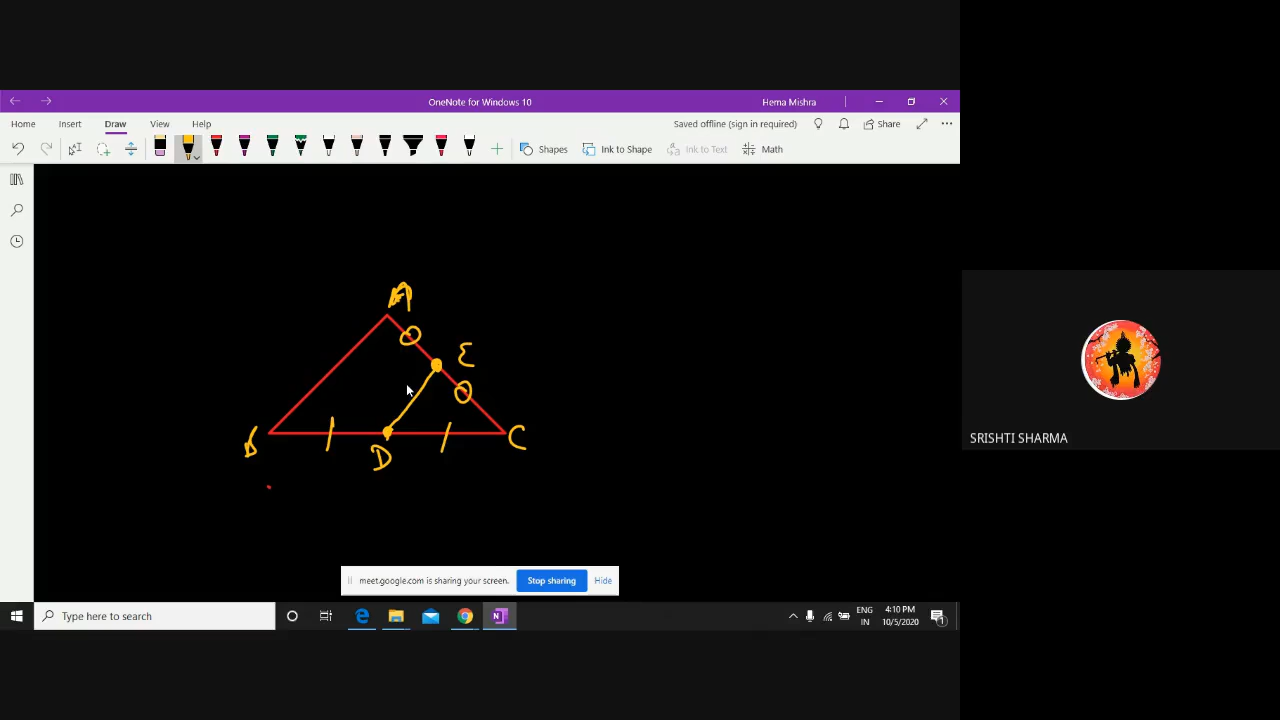 OneNote for Windows 10
Hema Mishra
Home Insert Draw View Help
Saved offline (sign in required)
Share
Shapes Ink to Shape Ink to Text Math
A
E
B
D
C
SRISHTI SHARMA
meet.google.com is sharing your screen. Stop sharing Hide
Type here to search
ENG 4:10 PM
IN 10/5/2020
1